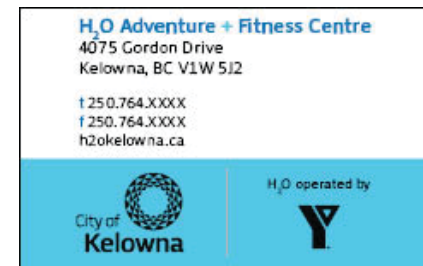 H₂O Adventure + Fitness Centre
4075 Gordon Drive
Kelowna, BC V1W 5J2
t 250.764.XXXX
f 250.764.XXXX
h2okelowna.ca
City of
Kelowna
H₂O operated by
Y